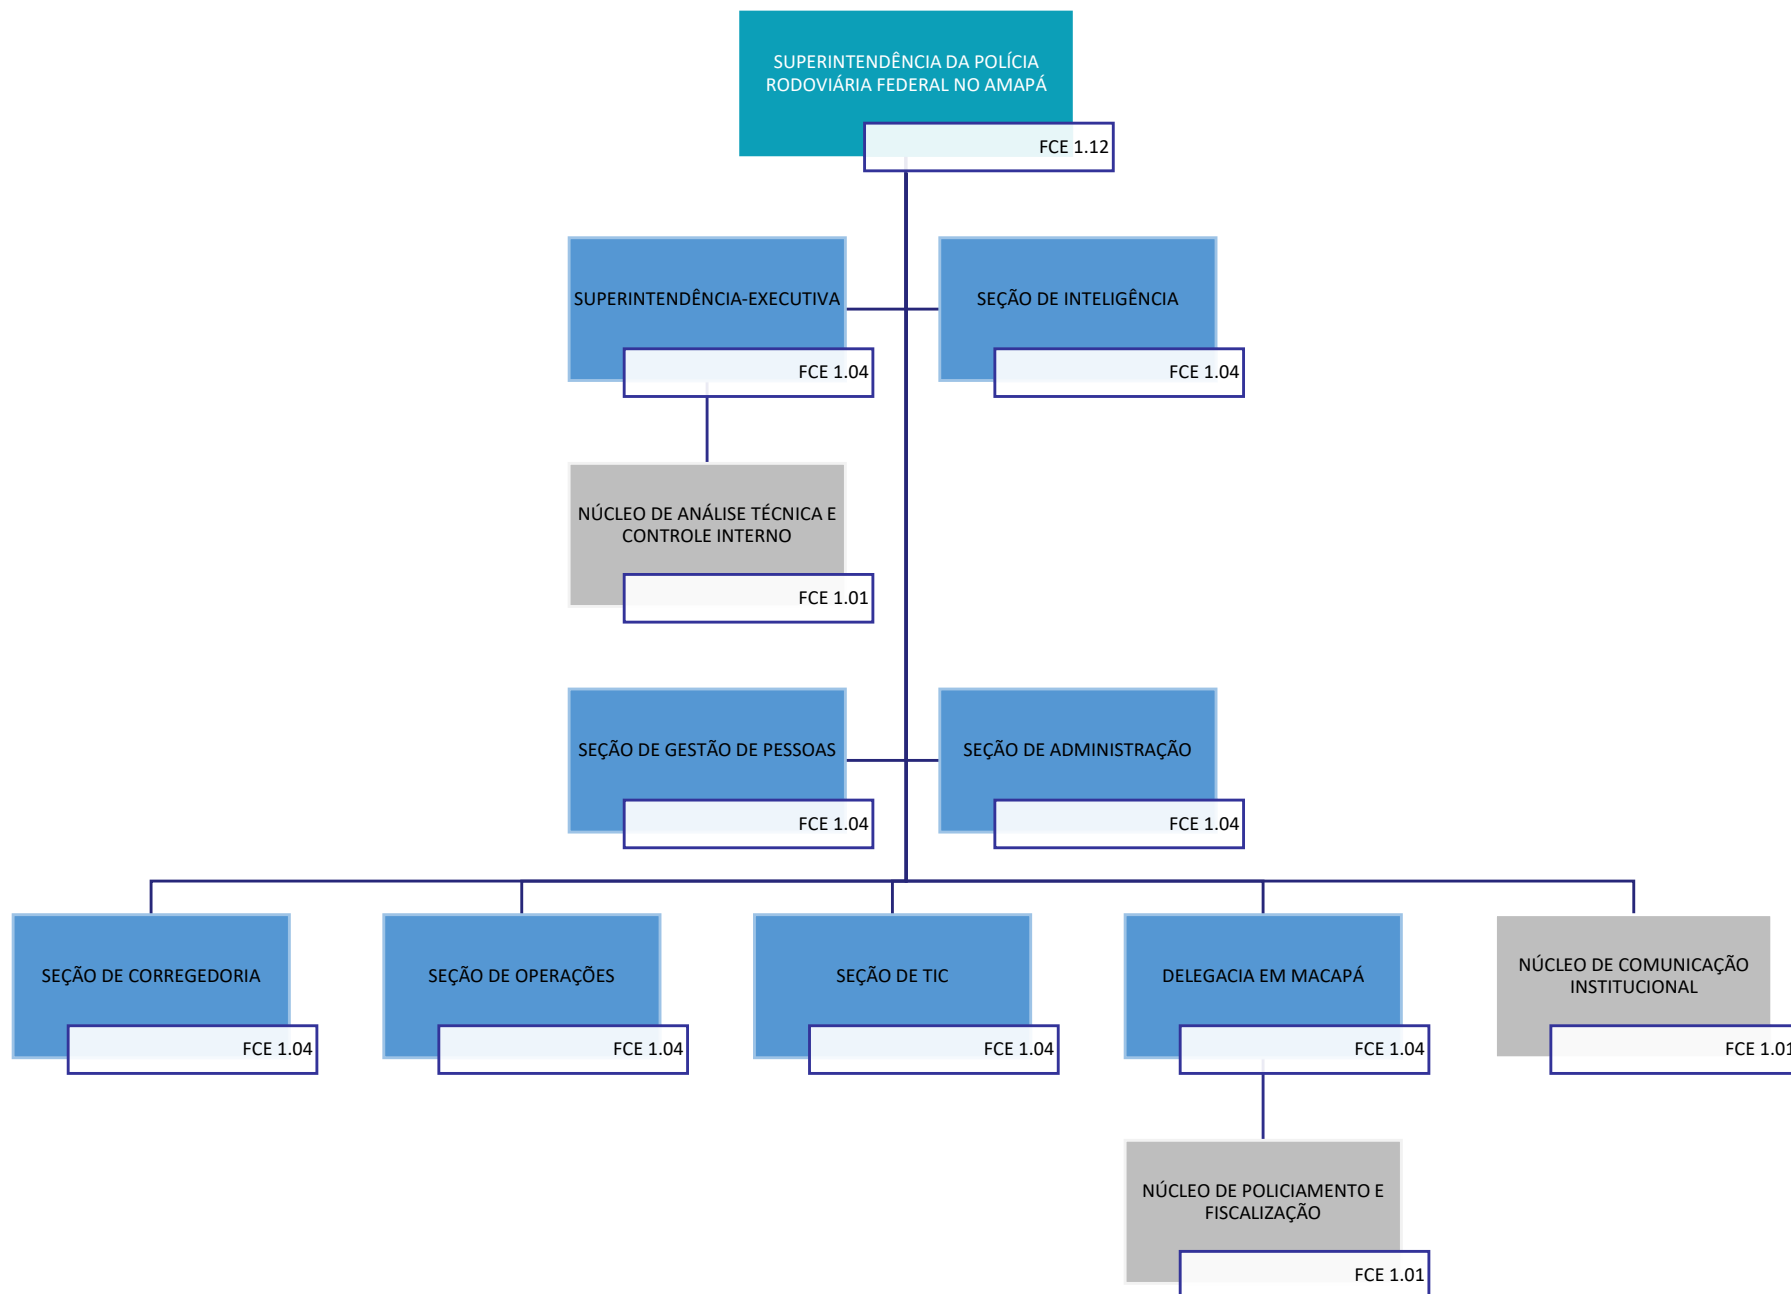 SUPERINTENDÊNCIA DA POLÍCIA
RODOVIÁRIA FEDERAL NO AMAPÁ
FCE 1.12
SUPERINTENDÊNCIA-EXECUTIVA
FCE 1.04
SEÇÃO DE INTELIGÊNCIA
FCE 1.04
NÚCLEO DE ANÁLISE TÉCNICA E
CONTROLE INTERNO
FCE 1.01
SEÇÃO DE GESTÃO DE PESSOAS
FCE 1.04
SEÇÃO DE ADMINISTRAÇÃO
FCE 1.04
SEÇÃO DE CORREGEDORIA
FCE 1.04
SEÇÃO DE OPERAÇÕES
FCE 1.04
SEÇÃO DE TIC
FCE 1.04
DELEGACIA EM MACAPÁ
FCE 1.04
NÚCLEO DE COMUNICAÇÃO
INSTITUCIONAL
FCE 1.01
NÚCLEO DE POLICIAMENTO E
FISCALIZAÇÃO
FCE 1.01